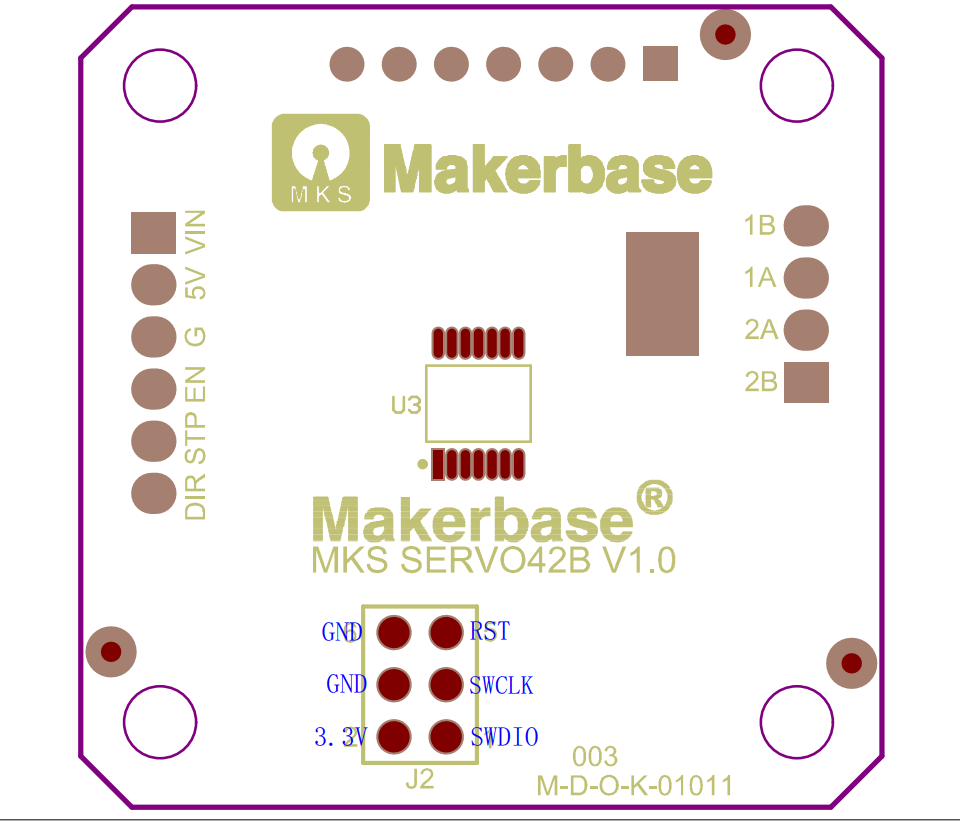 MKS
Makerbase
VIN
5V
G
EN
STP
DIR
1B
1A
2A
2B
U3
Makerbase®
MKS SERVO42B V1.0
GND RST
GND SWCLK
3.3V SWDIO
J2
003
M-D-O-K-01011